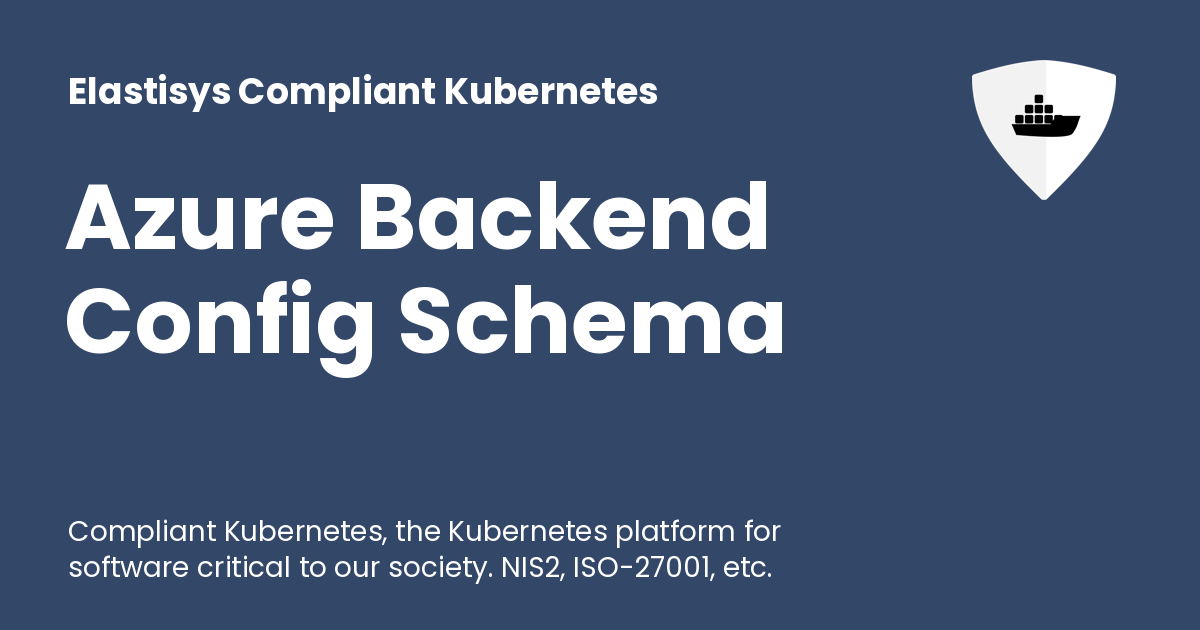 Elastisys Compliant Kubernetes
Azure Backend
Config Schema
Compliant Kubernetes, the Kubernetes platform for
software critical to our society. NIS2, ISO-27001, etc.